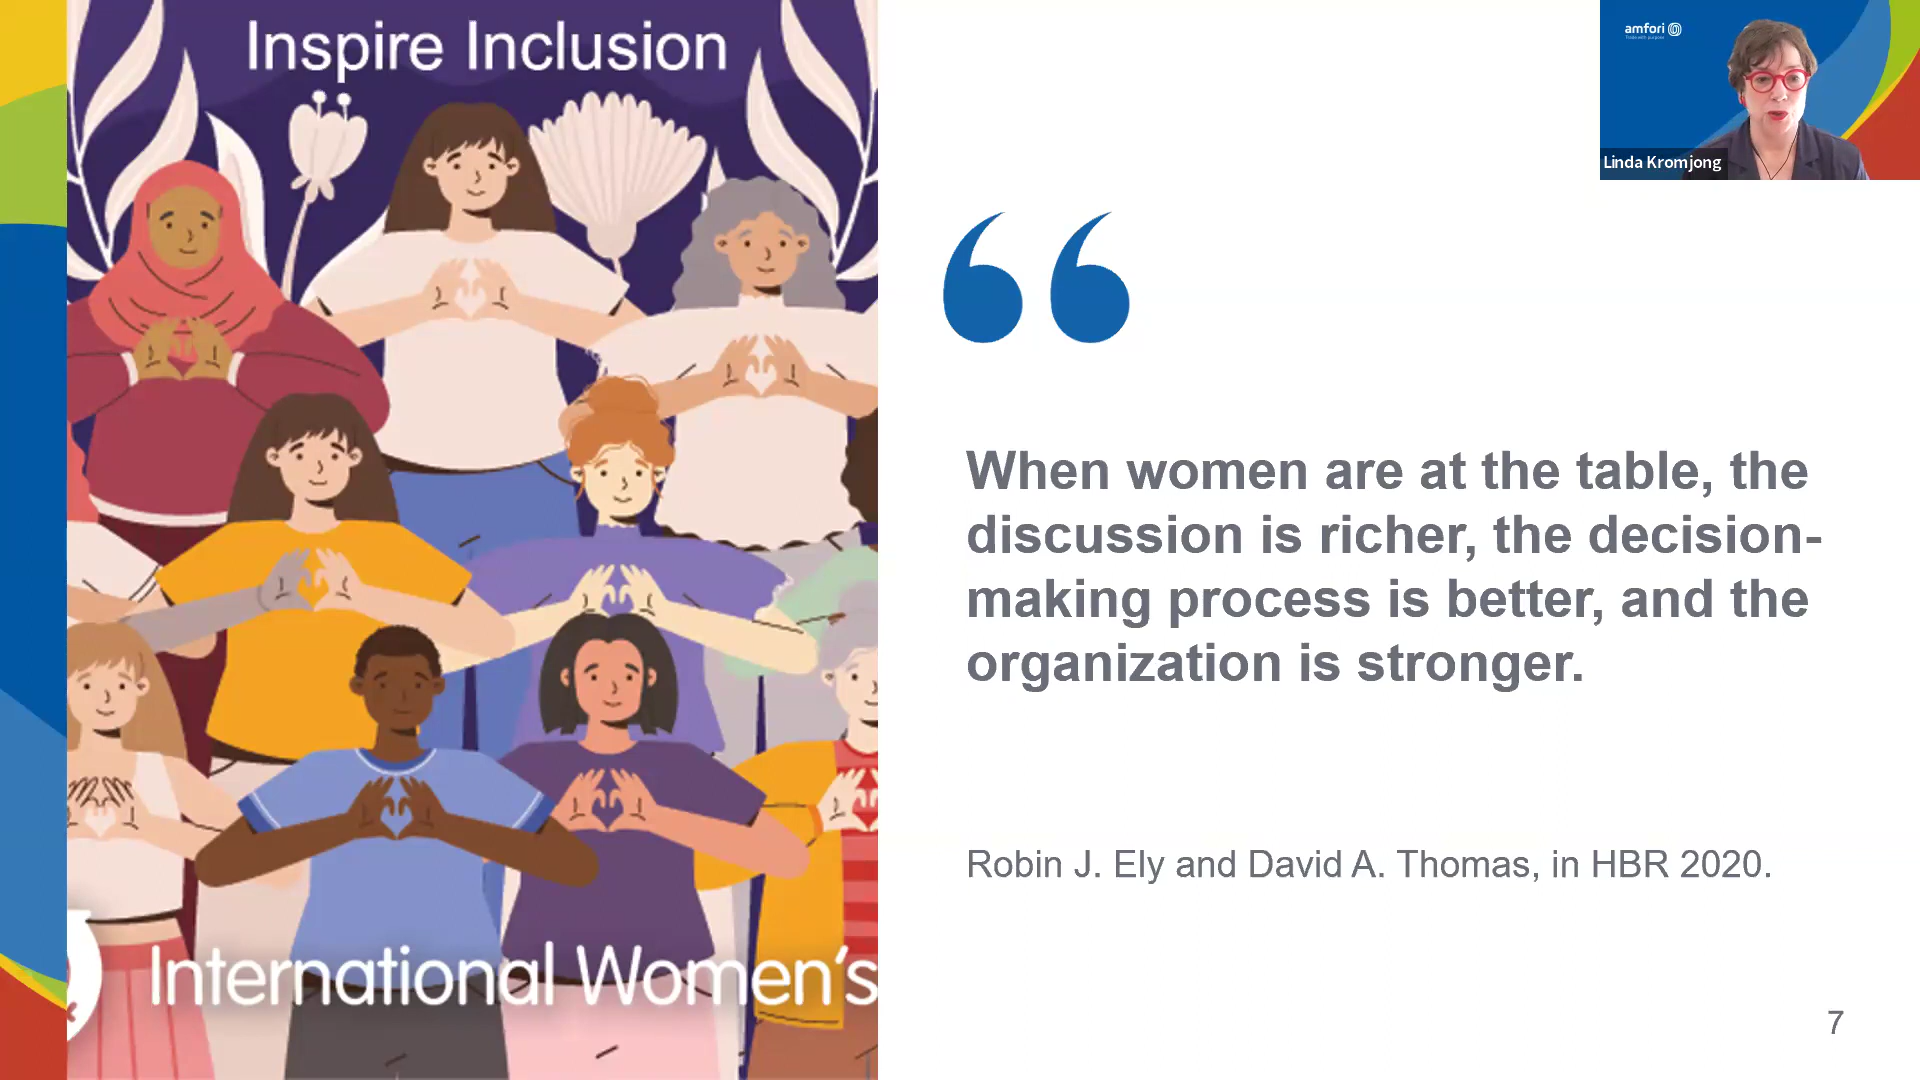 Inspire Inclusion
International Women's
amfori
Linda Kromjong
When women are at the table, the
discussion is richer, the decision-
making process is better, and the
organization is stronger.
Robin J. Ely and David A. Thomas, in HBR 2020.
7